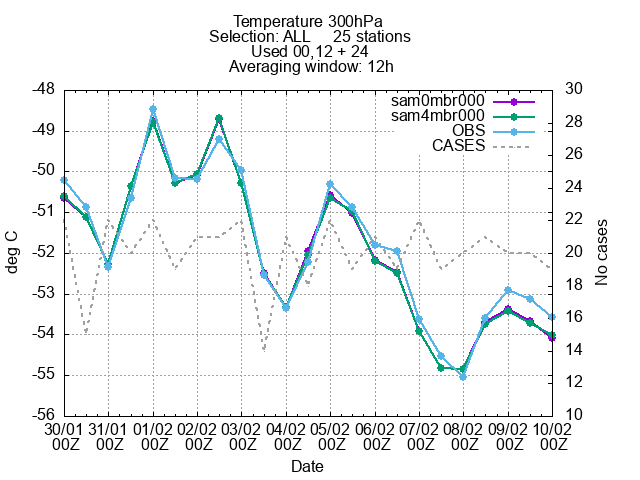 Temperature 300hPa
Selection: ALL 25 stations
Used 00,12 + 24
Averaging window: 12h
sam0mbr000
sam4mbr000
OBS
CASES
-48
-49
-50
-51
-52
-53
-54
-55
-56
deg C
30
28
26
24
22
20
18
16
14
12
10
No cases
30/01 31/01 01/02 02/02 03/02 04/02 05/02 06/02 07/02 08/02 09/02 10/02
00Z 00Z 00Z 00Z 00Z 00Z 00Z 00Z 00Z 00Z 00Z 00Z
Date